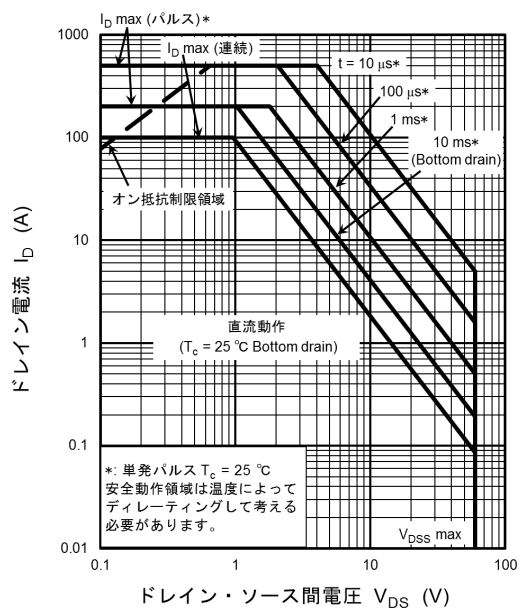 I_D max (パルス)*
I_D max (連続)
t = 10 μs*
100 μs*
1 ms*
10 ms*
(Bottom drain)
オン抵抗制限領域
直流動作
(T_c = 25 ℃ Bottom drain)
*: 単発パルス T_c = 25 ℃
安全動作領域は温度によって
ディレーティングして考える
必要があります。
V_DSS max
1000
100
10
1
0.1
0.01
0.1
1
10
100
ドレイン電流 I_D (A)
ドレイン・ソース間電圧 V_DS (V)